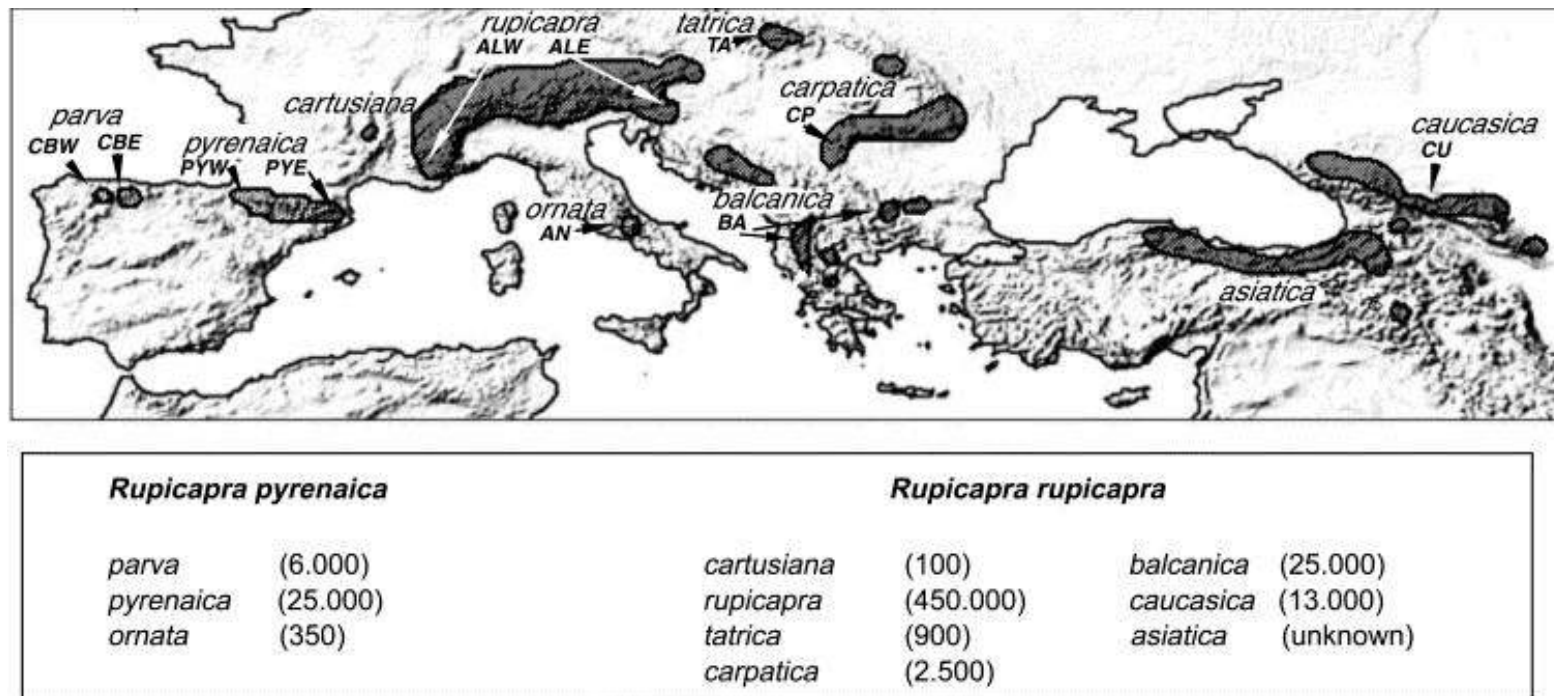 rupicapra
ALW ALE
tatrica
TA
cartusiana
carpatica
CP
parva
CBW CBE
pyrenaica
PYW PYE
caucasica
CU
ornata
AN
balcanica
BA
asiatica
Rupicapra pyrenaica
Rupicapra rupicapra
parva (6.000) cartusiana (100) balcanica (25.000)
pyrenaica (25.000) rupicapra (450.000) caucasica (13.000)
ornata (350) tatrica (900) asiatica (unknown)
carpatica (2.500)